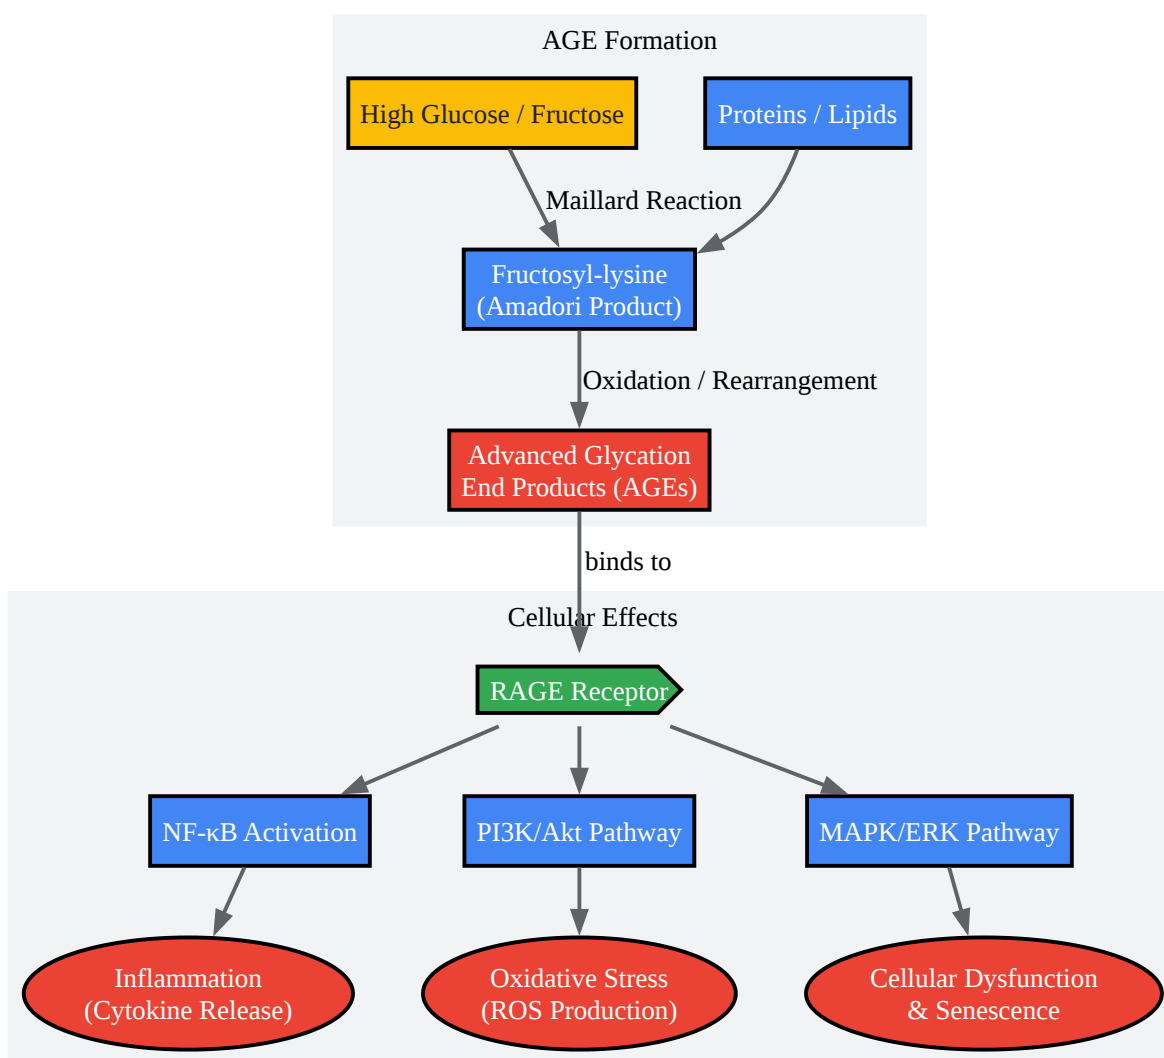 AGE Formation
High Glucose / Fructose
Proteins / Lipids
Maillard Reaction
Fructosyl-lysine
(Amadori Product)
Oxidation / Rearrangement
Advanced Glycation
End Products (AGEs)
binds to
Cellular Effects
RAGE Receptor
NF-κB Activation
PI3K/Akt Pathway
MAPK/ERK Pathway
Inflammation
(Cytokine Release)
Oxidative Stress
(ROS Production)
Cellular Dysfunction
& Senescence